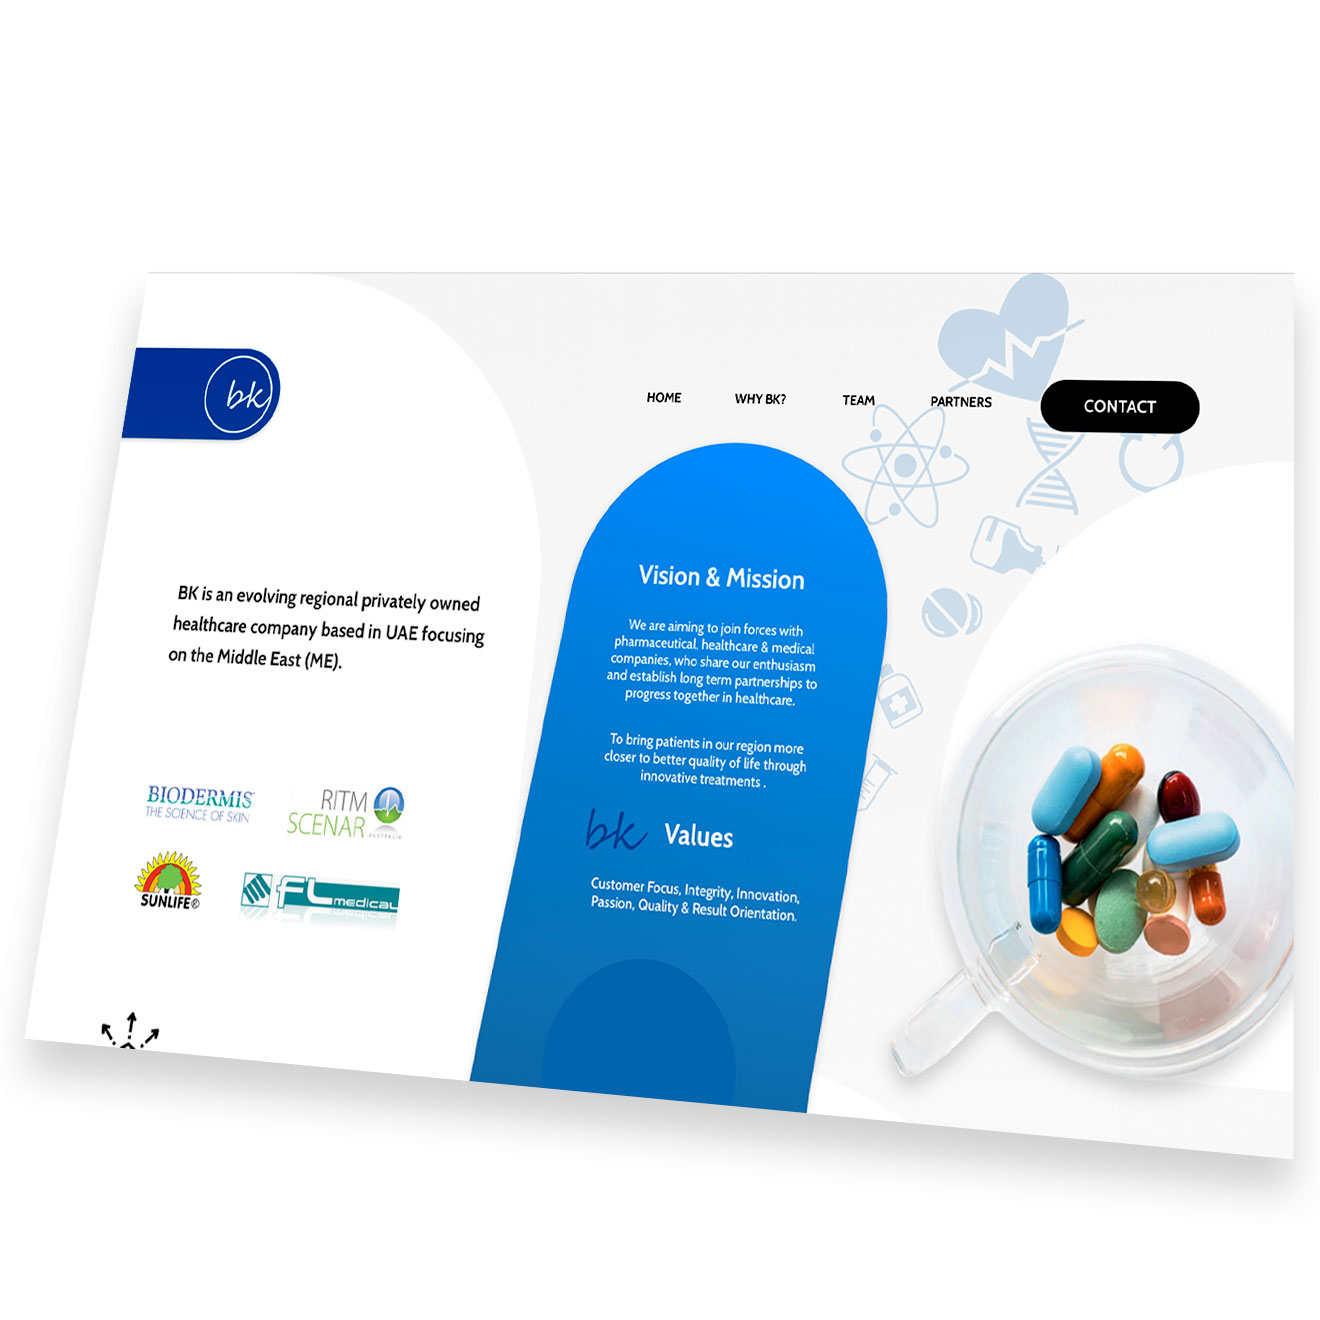 bk
HOME
WHY BK?
TEAM
PARTNERS
CONTACT
BK is an evolving regional privately owned
healthcare company based in UAE focusing
on the Middle East (ME).
BIODERMIS
THE SCIENCE OF SKIN
RITM
SCENAR
AUSTRALIA
SUNLIFE®
FL medical
Vision & Mission
We are aiming to join forces with
pharmaceutical, healthcare & medical
companies, who share our enthusiasm
and establish long term partnerships to
progress together in healthcare.
To bring patients in our region more
closer to better quality of life through
innovative treatments .
bk Values
Customer Focus, Integrity, Innovation,
Passion, Quality & Result Orientation.